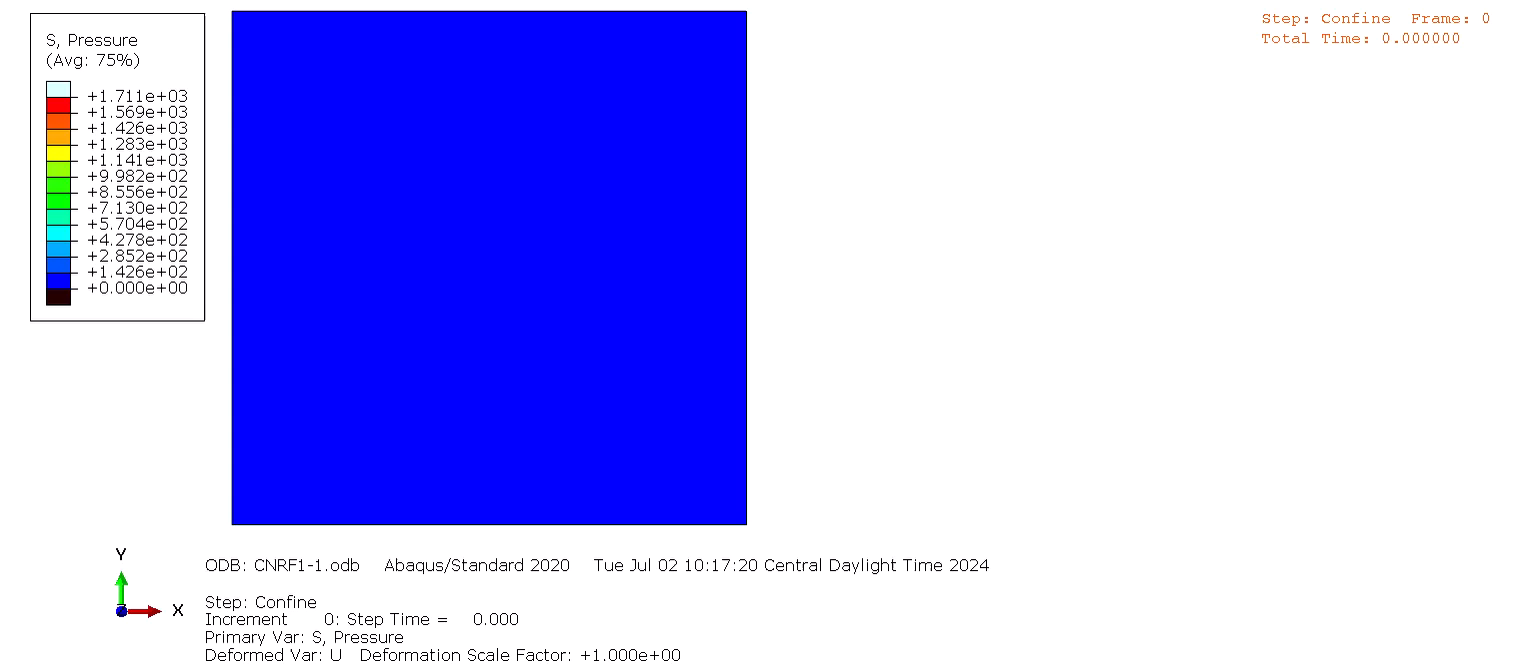 S, Pressure
(Avg: 75%)
+1.711e+03
+1.569e+03
+1.426e+03
+1.283e+03
+1.141e+03
+9.982e+02
+8.556e+02
+7.130e+02
+5.704e+02
+4.278e+02
+2.852e+02
+1.426e+02
+0.000e+00
Step: Confine  Frame: 0
Total Time: 0.000000
Y
X
ODB: CNRF1-1.odb    Abaqus/Standard 2020    Tue Jul 02 10:17:20 Central Daylight Time 2024
Step: Confine
Increment      0: Step Time =    0.000
Primary Var: S, Pressure
Deformed Var: U   Deformation Scale Factor: +1.000e+00